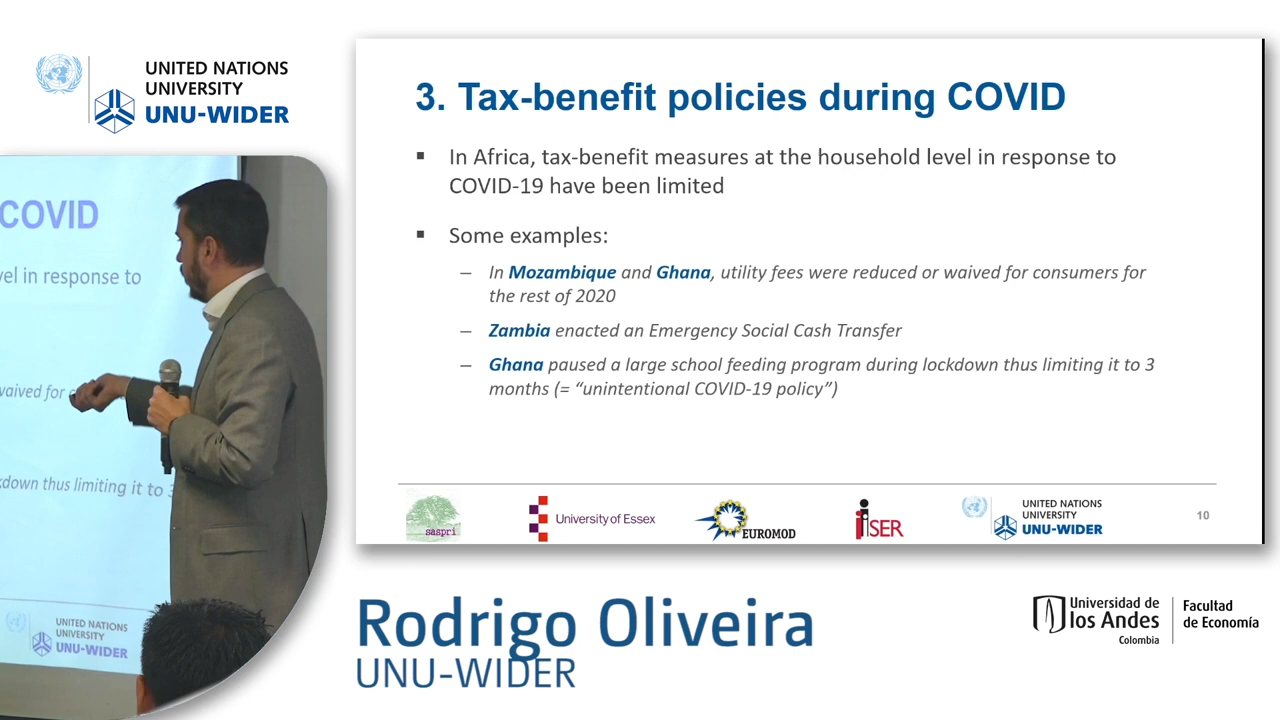 UNITED NATIONS
UNIVERSITY
UNU-WIDER
3. Tax-benefit policies during COVID
▪ In Africa, tax-benefit measures at the household level in response to
COVID-19 have been limited
▪ Some examples:
– In Mozambique and Ghana, utility fees were reduced or waived for consumers for
the rest of 2020
– Zambia enacted an Emergency Social Cash Transfer
– Ghana paused a large school feeding program during lockdown thus limiting it to 3
months (= “unintentional COVID-19 policy”)
saspri
University of Essex
EUROMOD
iSER
UNITED NATIONS
UNIVERSITY
UNU-WIDER
10
COVID
vel in response to
waived for
kdown thus limiting it to 3
UNITED NATIONS
UNIVERSITY
UNU-WIDER
Rodrigo Oliveira
UNU-WIDER
Universidad de
los Andes
Colombia
Facultad
de Economía